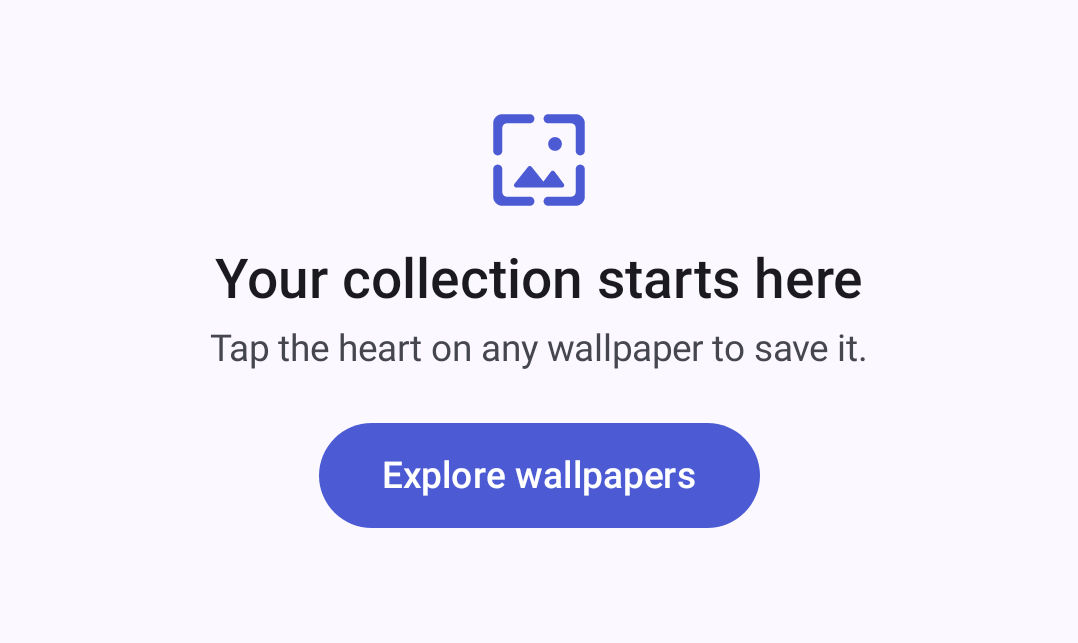 Your collection starts here
Tap the heart on any wallpaper to save it.
Explore wallpapers